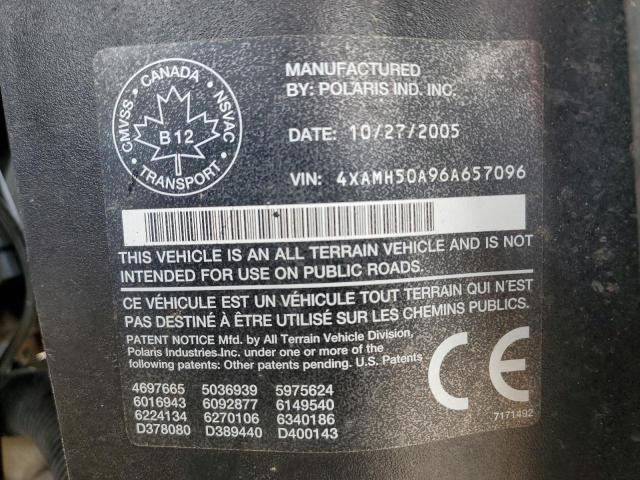 CMVSS · CANADA · NSVAC
B 12
TRANSPORT
MANUFACTURED
BY: POLARIS IND. INC.
DATE: 10/27/2005
VIN: 4XAMH50A96A657096
THIS VEHICLE IS AN ALL TERRAIN VEHICLE AND IS NOT
INTENDED FOR USE ON PUBLIC ROADS.
CE VÉHICULE EST UN VÉHICULE TOUT TERRAIN QUI N'EST
PAS DESTINÉ À ÊTRE UTILISÉ SUR LES CHEMINS PUBLICS.
PATENT NOTICE Mfd. by All Terrain Vehicle Division,
Polaris Industries Inc. under one or more of the
following patents: Other patents pending. U.S. Patents
4697665 5036939 5975624
6016943 6092877 6149540
6224134 6270106 6340186
D378080 D389440 D400143
CE
7171492